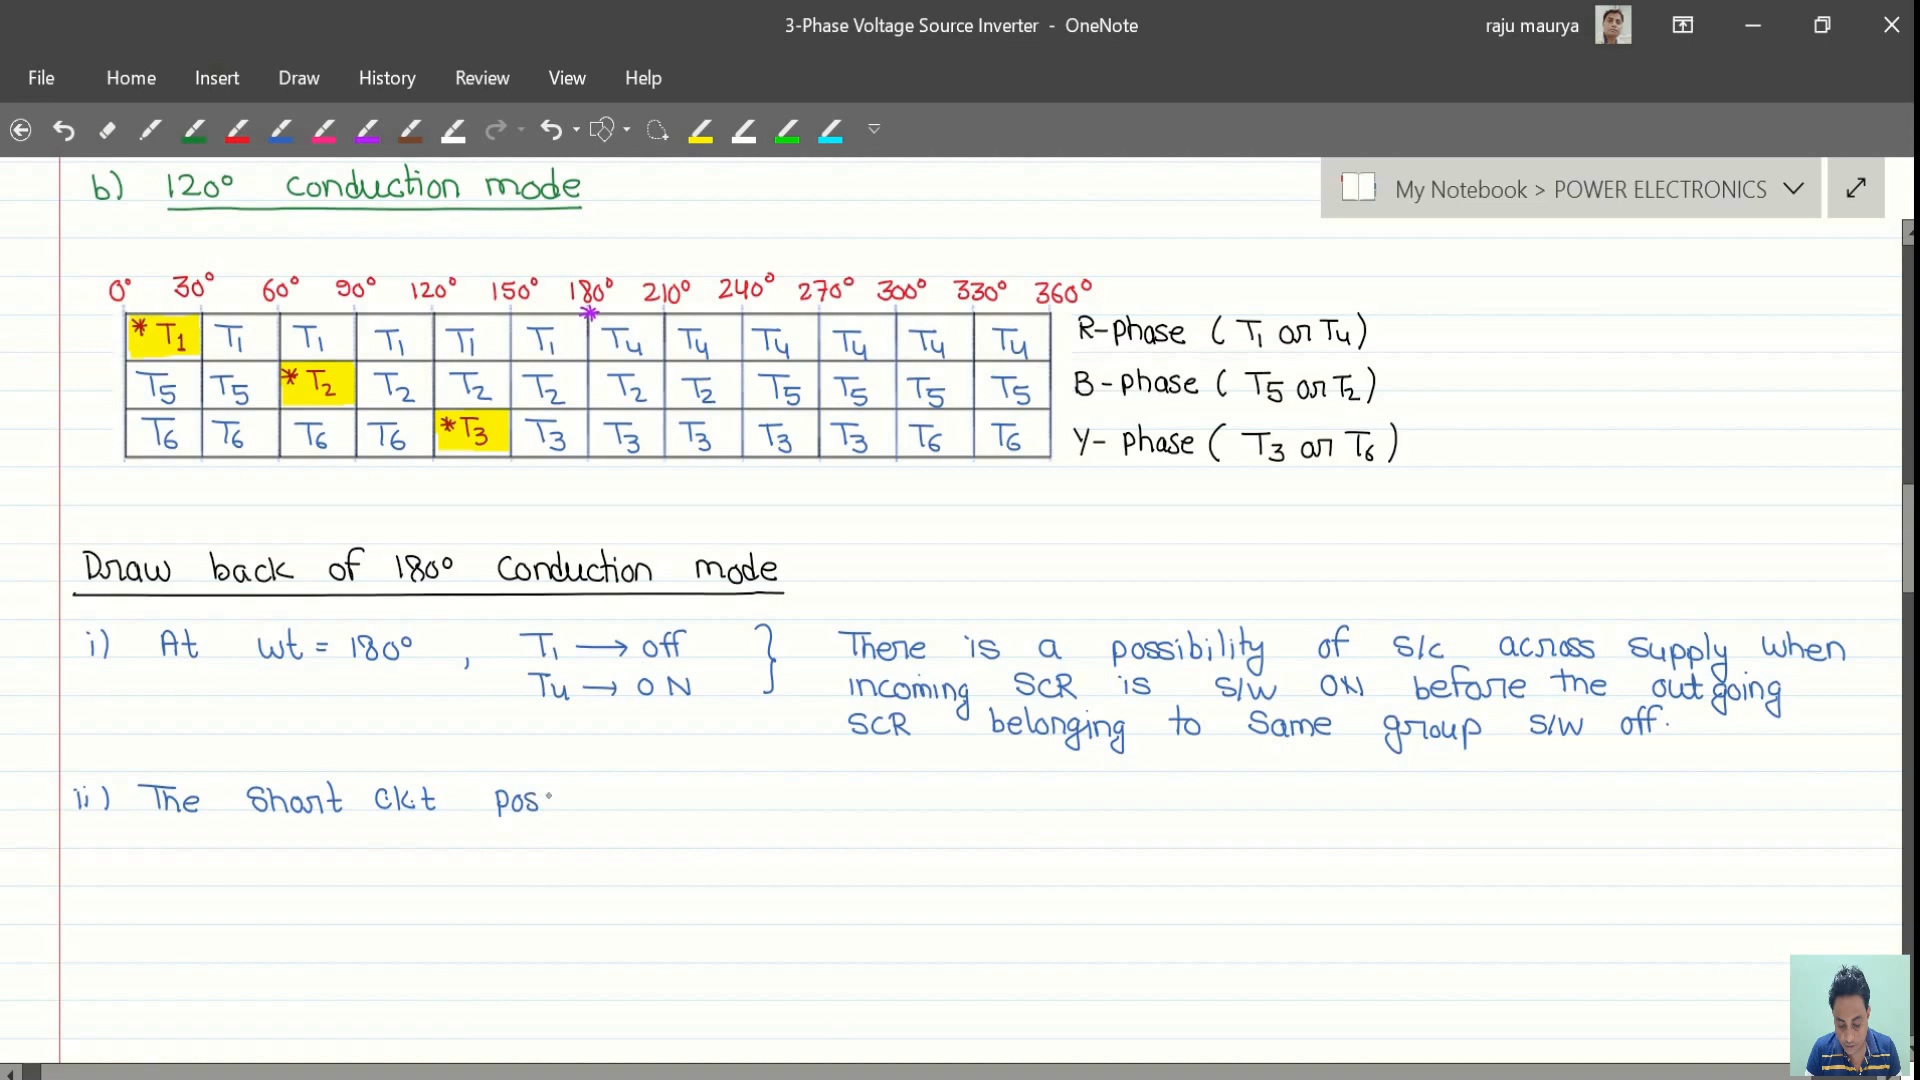 3-Phase Voltage Source Inverter - OneNote
raju maurya
File Home Insert Draw History Review View Help
My Notebook > POWER ELECTRONICS
b) 120° Conduction mode
0° 30° 60° 90° 120° 150° 180° 210° 240° 270° 300° 330° 360°
* T1 T1 T1 T1 T1 T1 T4 T4 T4 T4 T4 T4 R-phase ( T1 or T4 )
T5 T5 * T2 T2 T2 T2 T2 T2 T5 T5 T5 T5 B-phase ( T5 or T2 )
T6 T6 T6 T6 * T3 T3 T3 T3 T3 T3 T6 T6 Y-phase ( T3 or T6 )
Draw back of 180° Conduction mode
i) At wt = 180° , T1 → off } There is a possibility of s/c across supply when
T4 → ON incoming SCR is s/w ON before the outgoing
SCR belonging to same group s/w off.
ii) The Short ckt pos